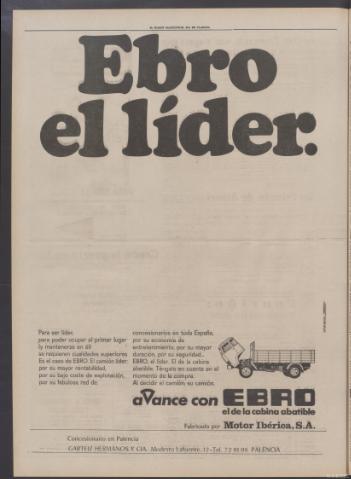 Ebro
el líder.
Para ser líder,
para poder ocupar el primer lugar
y mantenerse en él
se requieren cualidades superiores.
Es el caso de EBRO. El camión líder:
por su mayor rentabilidad,
por su bajo coste de explotación,
por su fabulosa red de
concesionarios en toda España,
por su economía de
entretenimiento, por su mayor
duración, por su seguridad...
EBRO, el líder. El de la cabina
abatible. Téngalo en cuenta en el
momento de la compra.
Al decidir el camión, su camión.
aVance con EBRO
el de la cabina abatible
Fabricado por Motor Ibérica, S.A.
Concesionario en Palencia
HERMANOS Y CIA. Modesto Lafuente, PALENCIA